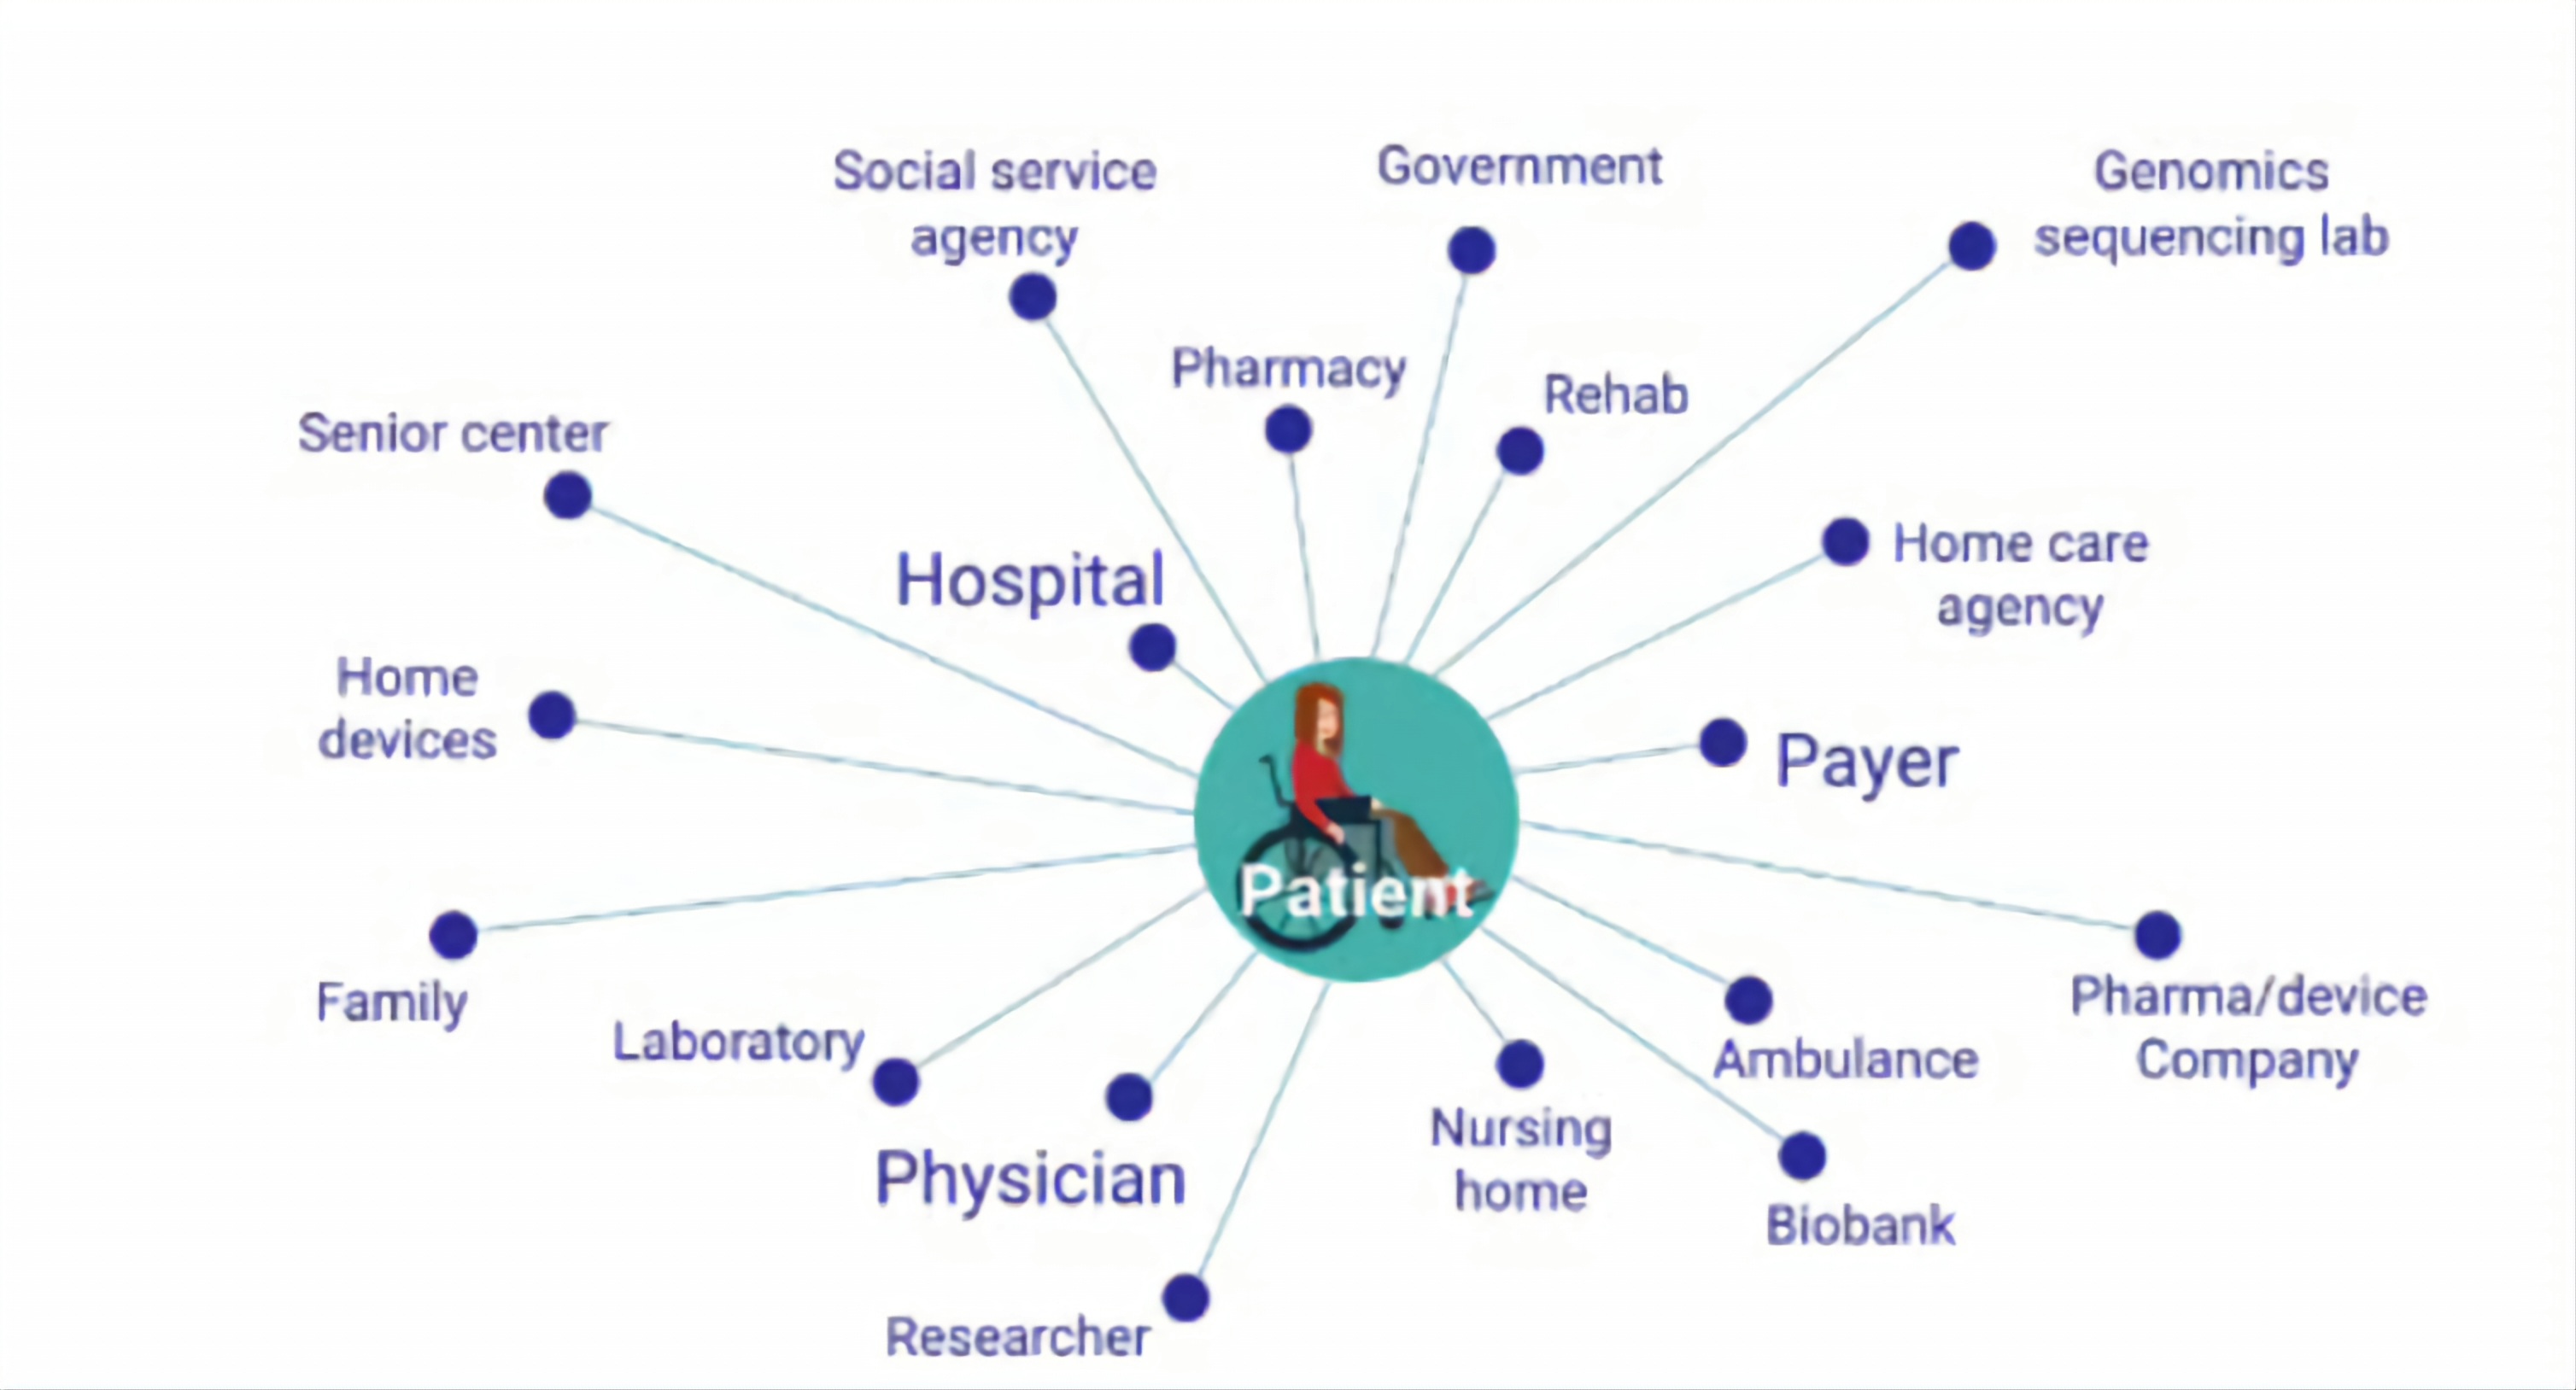 Social service
agency
Government
Genomics
sequencing lab
Pharmacy
Rehab
Senior center
Hospital
Home care
agency
Home
devices
Payer
Patient
Family
Laboratory
Physician
Researcher
Nursing
home
Ambulance
Biobank
Pharma/device
Company